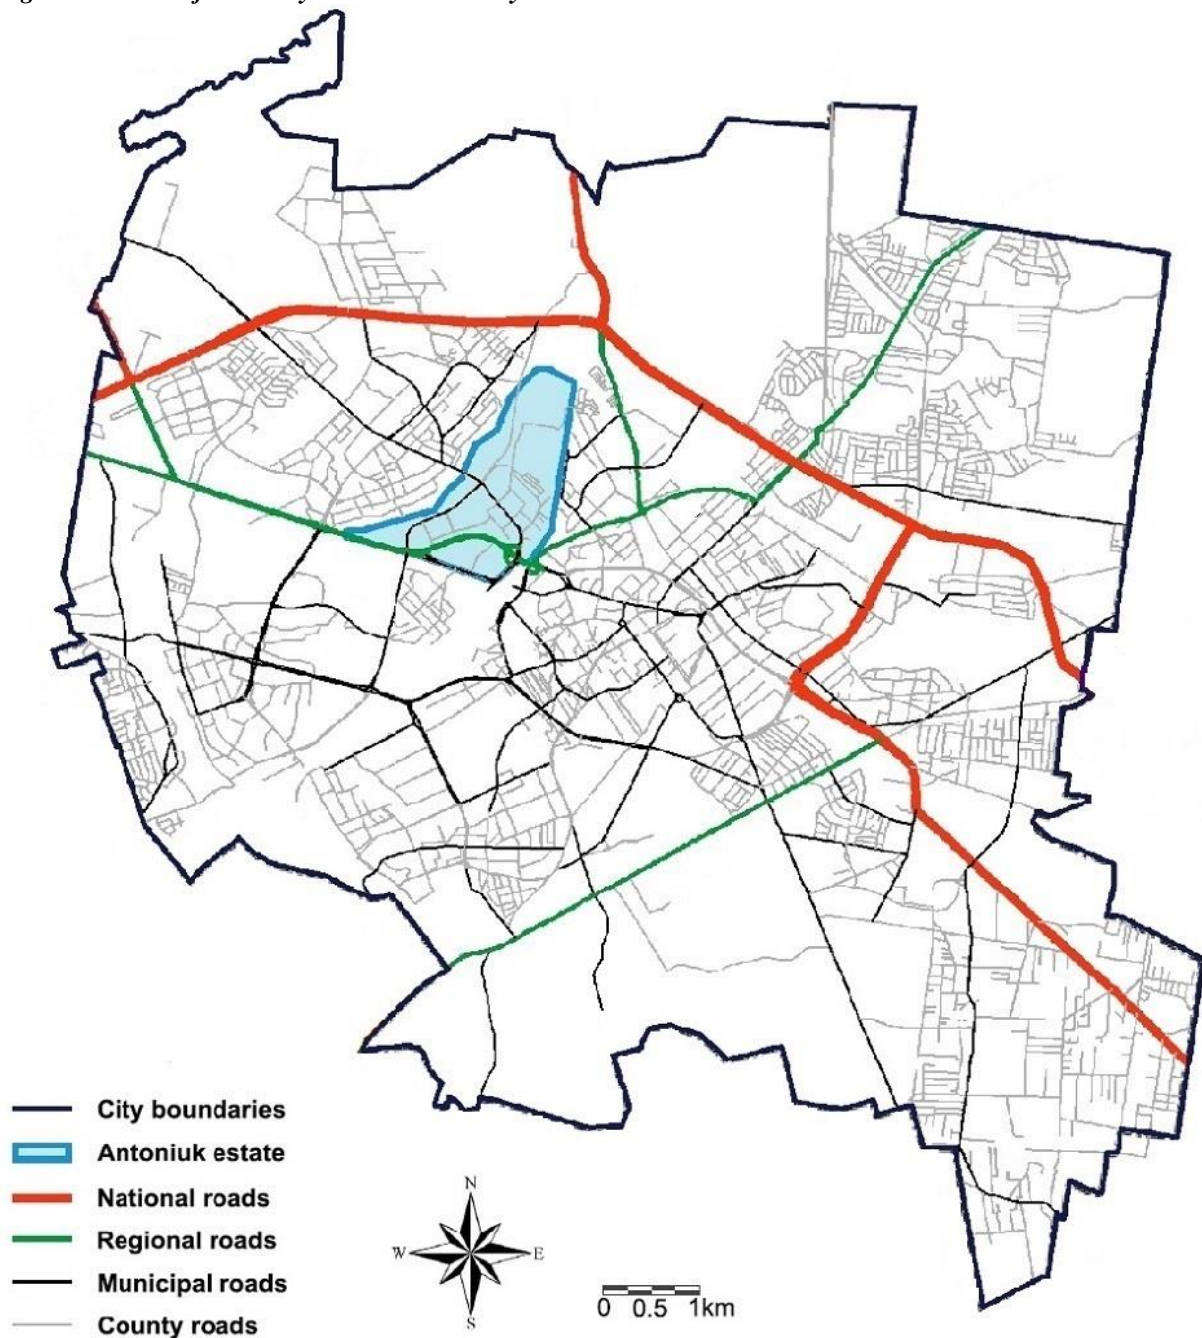 City boundaries
Antoniuk estate
National roads
Regional roads
Municipal roads
County roads
N
W E
S
0 0.5 1km